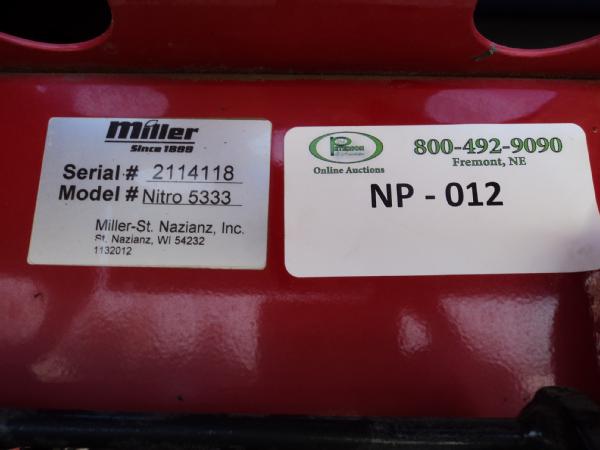 Miller
Since 1899
Serial # 2114118
Model # Nitro 5333
Miller-St. Nazianz, Inc.
St. Nazianz, WI 54232
1132012
Online Auctions
800-492-9090
Fremont, NE
NP - 012